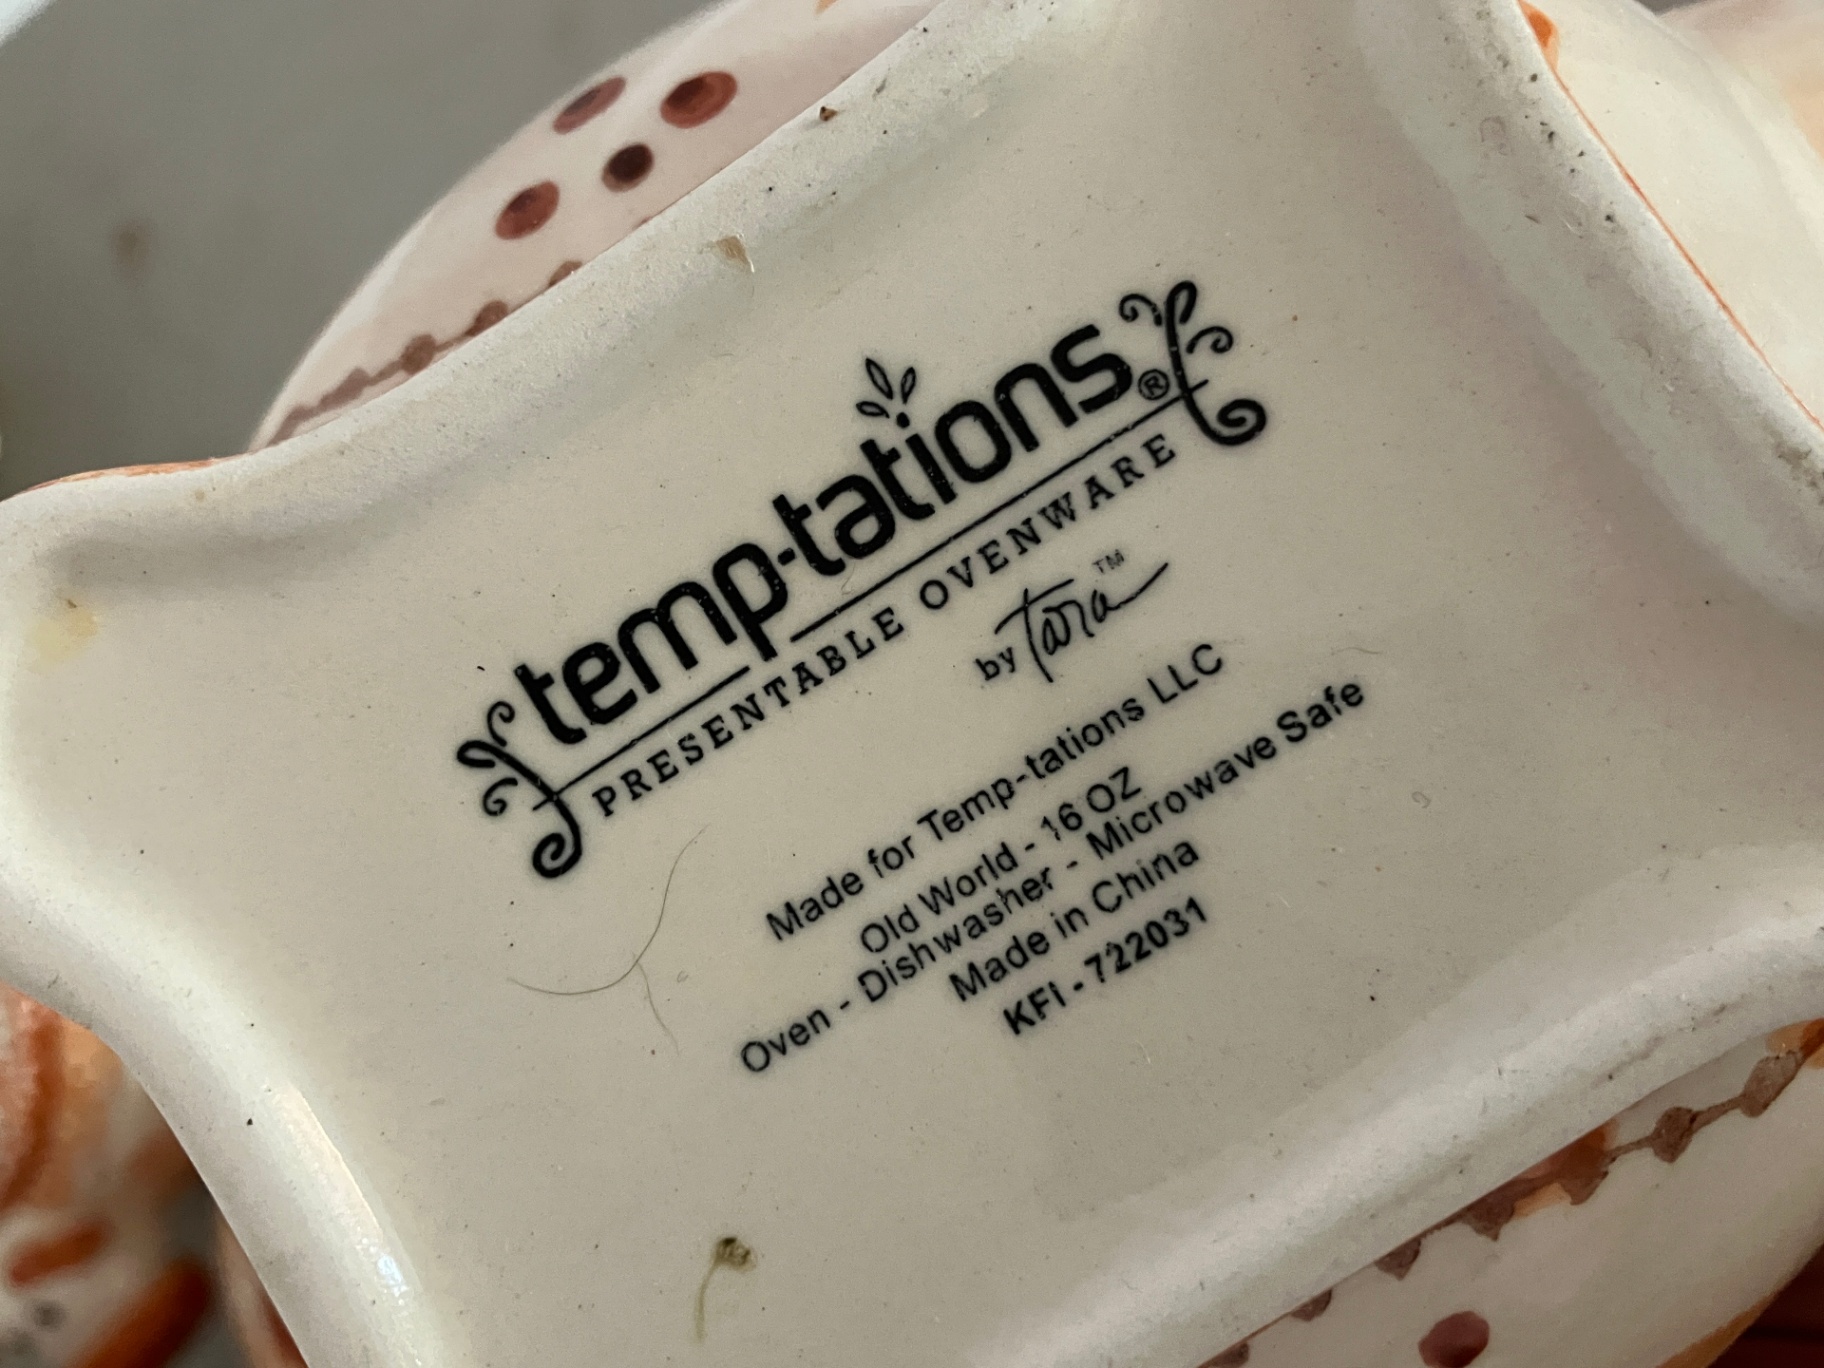 temp-tations®
PRESENTABLE OVENWARE
by Tara™
Made for Temp-tations LLC
Old World - 16 OZ
Oven - Dishwasher - Microwave Safe
Made in China
KFI - 722031